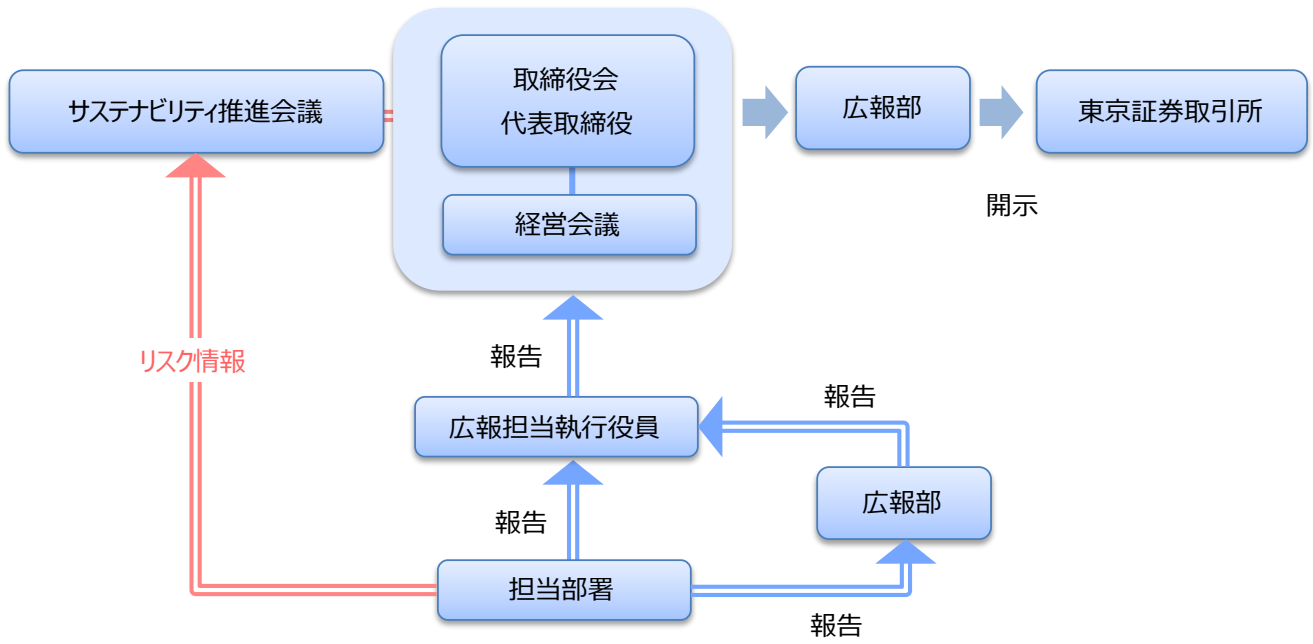 サステナビリティ推進会議
取締役会
代表取締役
経営会議
広報部
東京証券取引所
開示
リスク情報
報告
広報担当執行役員
報告
広報部
報告
担当部署
報告